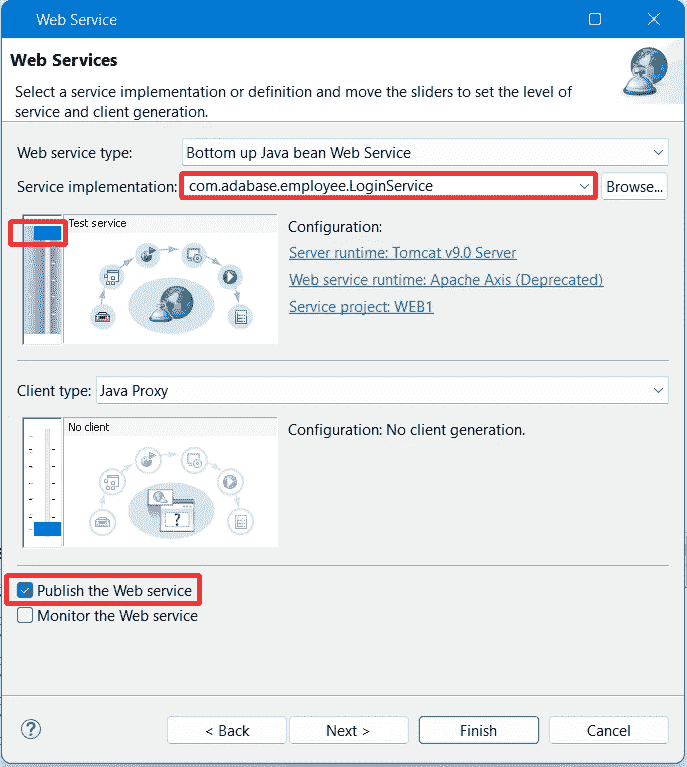 Web Service
Web Services
Select a service implementation or definition and move the sliders to set the level of
service and client generation.
Web service type: Bottom up Java bean Web Service
Service implementation: com.adabase.employee.LoginService Browse...
Test service
Configuration:
Server runtime: Tomcat v9.0 Server
Web service runtime: Apache Axis (Deprecated)
Service project: WEB1
Client type: Java Proxy
No client
Configuration: No client generation.
?
Publish the Web service
Monitor the Web service
? < Back Next > Finish Cancel